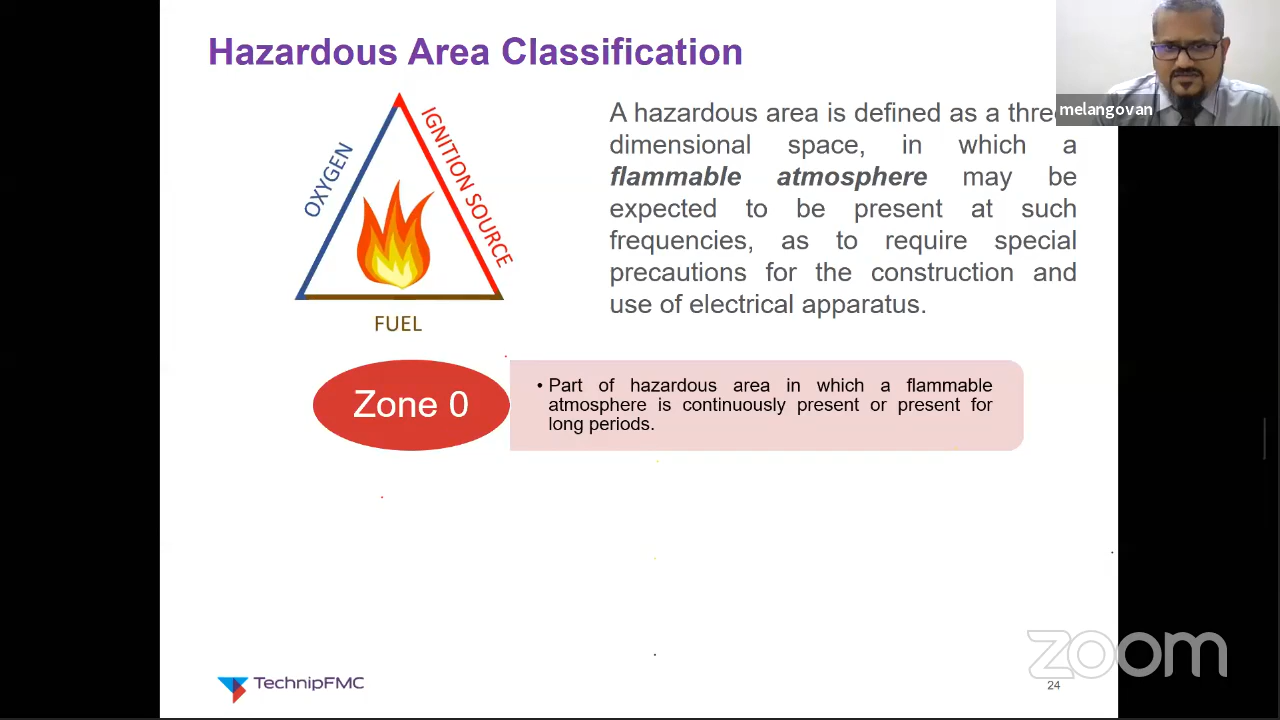 Hazardous Area Classification
melangovan
OXYGEN
IGNITION SOURCE
FUEL
A hazardous area is defined as a three
dimensional space, in which a
flammable atmosphere may be
expected to be present at such
frequencies, as to require special
precautions for the construction and
use of electrical apparatus.
Zone 0
• Part of hazardous area in which a flammable
atmosphere is continuously present or present for
long periods.
TechnipFMC
zoom
24